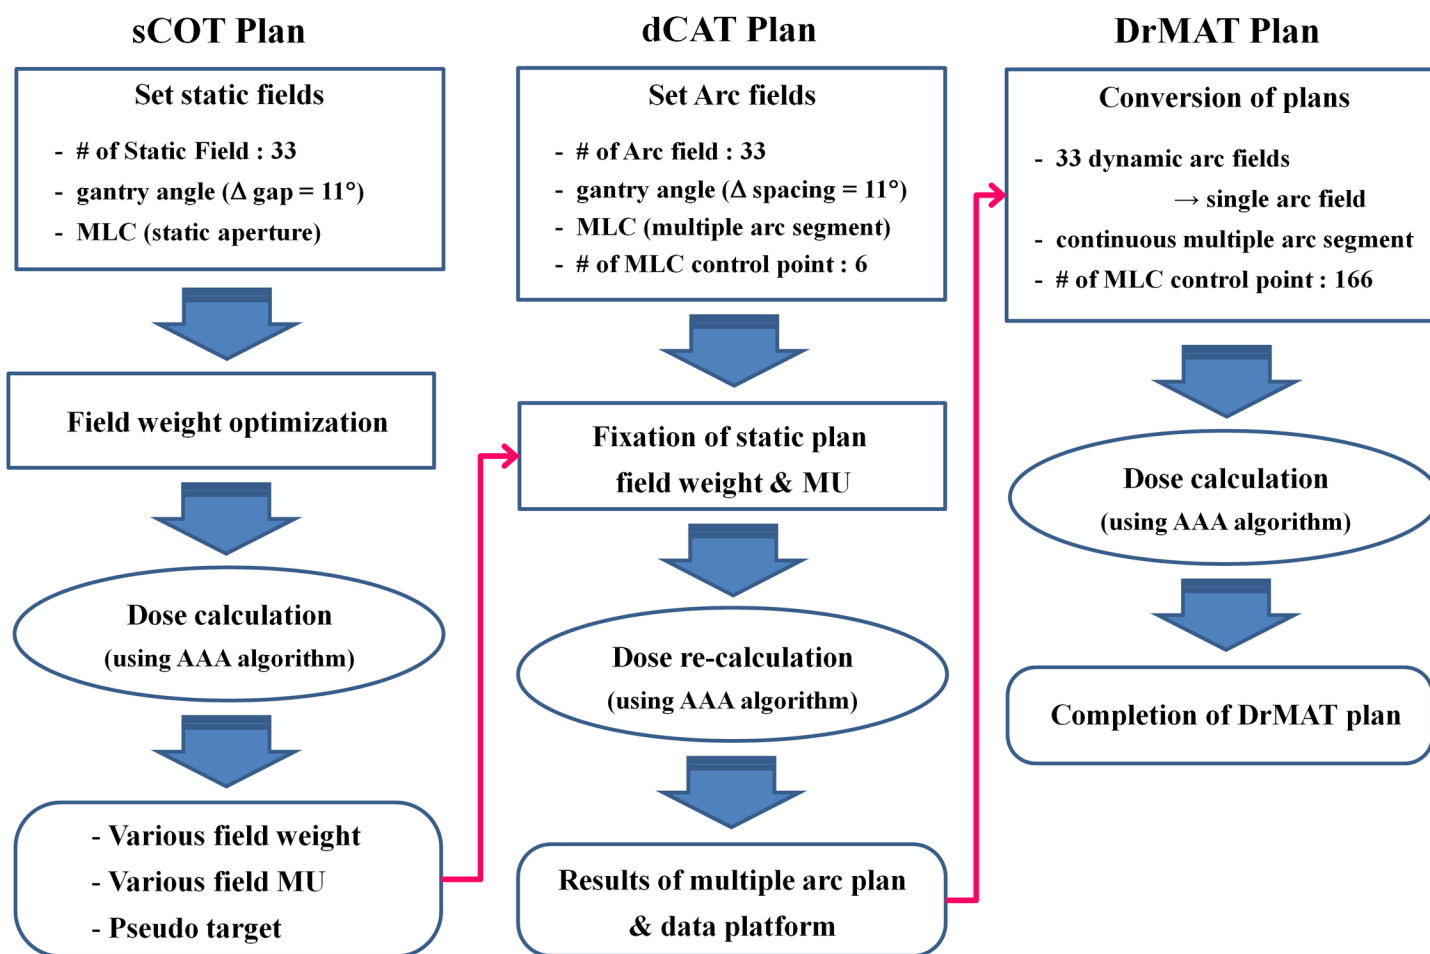 sCOT Plan
Set static fields
- # of Static Field : 33
- gantry angle (Δ gap = 11°)
- MLC (static aperture)
Field weight optimization
Dose calculation
(using AAA algorithm)
- Various field weight
- Various field MU
- Pseudo target
dCAT Plan
Set Arc fields
- # of Arc field : 33
- gantry angle (Δ spacing = 11°)
- MLC (multiple arc segment)
- # of MLC control point : 6
Fixation of static plan
field weight & MU
Dose re-calculation
(using AAA algorithm)
Results of multiple arc plan
& data platform
DrMAT Plan
Conversion of plans
- 33 dynamic arc fields
→ single arc field
- continuous multiple arc segment
- # of MLC control point : 166
Dose calculation
(using AAA algorithm)
Completion of DrMAT plan